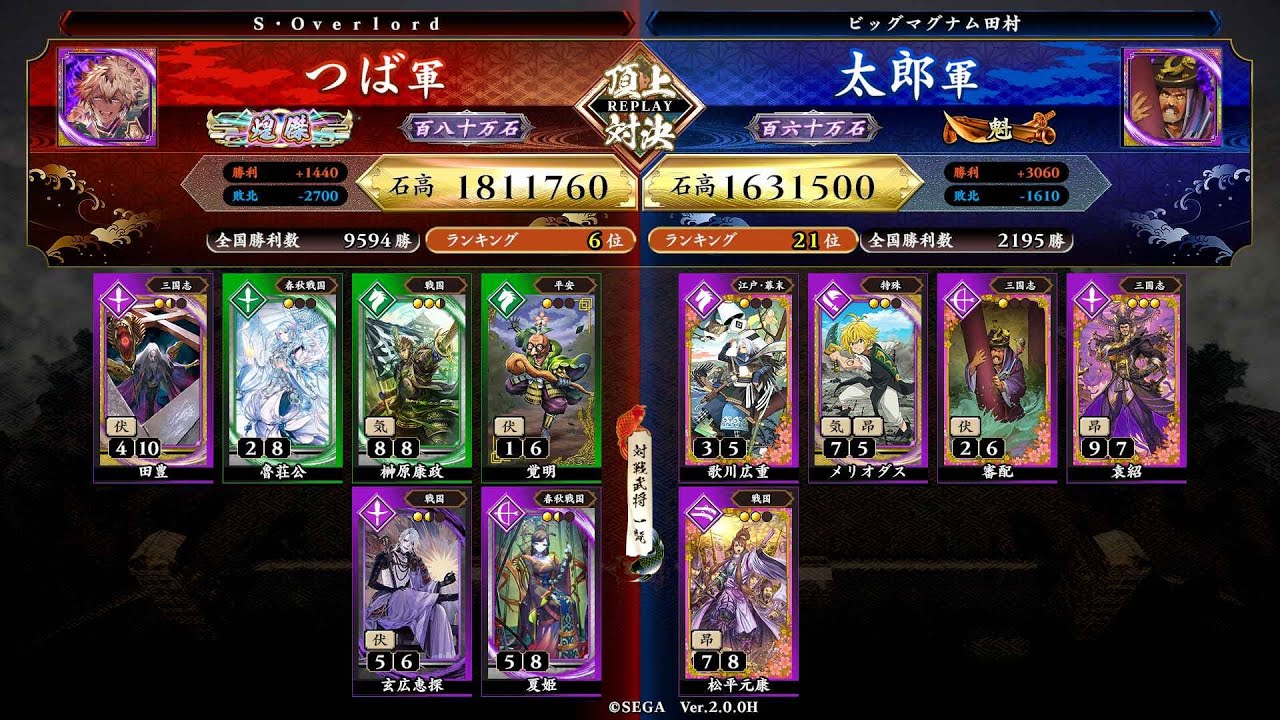 S・Overlord
ビッグマグナム田村
つば軍
頂上
REPLAY
対決
太郎軍
煌傑
百八十万石
百六十万石
魁
勝利 +1440
敗北 -2700
石高 1811760
石高 1631500
勝利 +3060
敗北 -1610
全国勝利数 9594勝
ランキング 6位
ランキング 21位
全国勝利数 2195勝
三国志
春秋戦国
戦国
平安
江戸・幕末
特殊
三国志
三国志
伏
気
伏
気 昂
伏
昂
4 10
2 8
8 8
1 6
3 5
7 5
2 6
9 7
田豊
魯荘公
榊原康政
覚明
歌川広重
メリオダス
審配
袁紹
対戦武将一覧
戦国
春秋戦国
戦国
伏
昂
5 6
5 8
7 8
玄広恵探
夏姫
松平元康
©SEGA Ver.2.0.0H